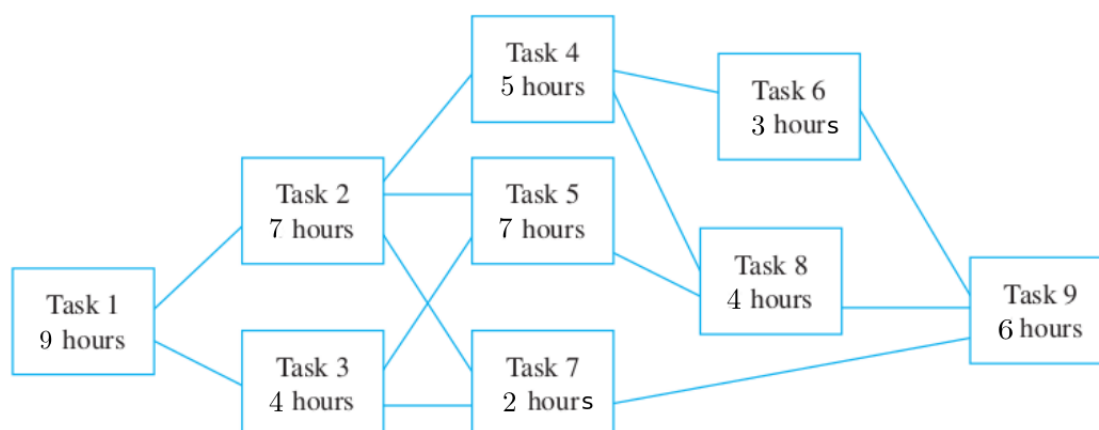 Task 4
5 hours
Task 6
3 hours
Task 2
7 hours
Task 5
7 hours
Task 8
4 hours
Task 1
9 hours
Task 9
6 hours
Task 3
4 hours
Task 7
2 hours